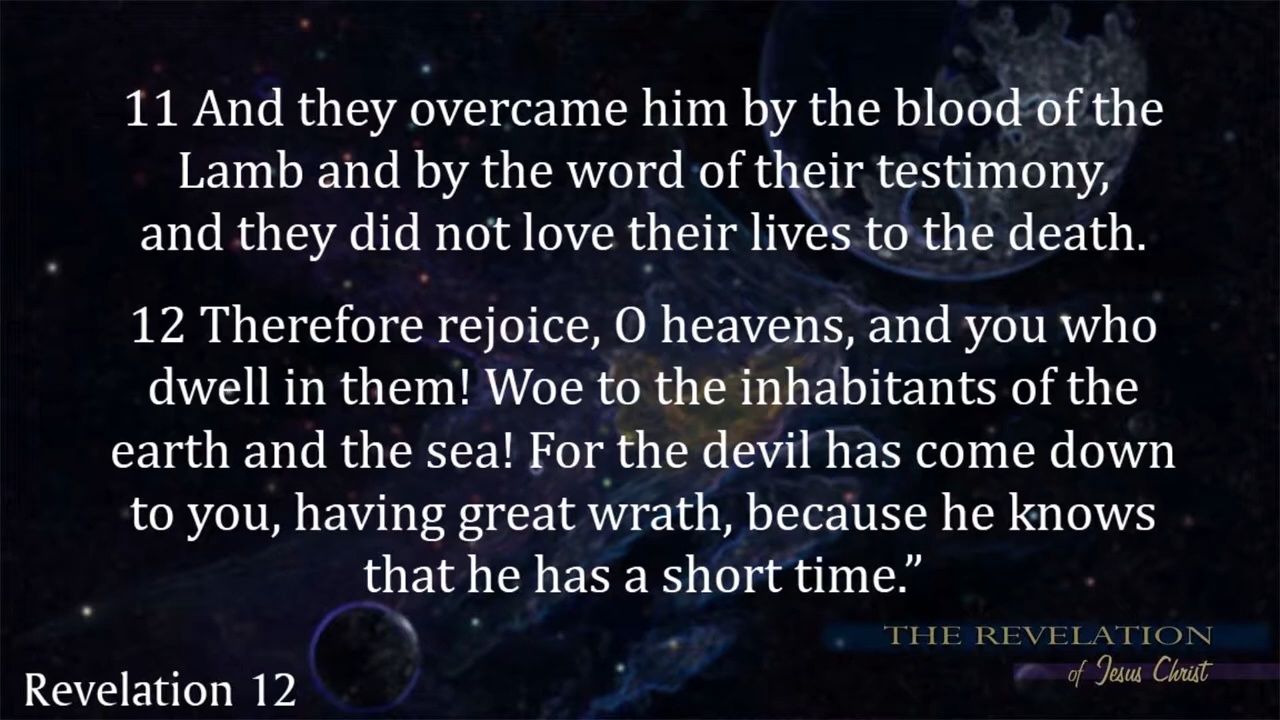 11 And they overcame him by the blood of the
Lamb and by the word of their testimony,
and they did not love their lives to the death.
12 Therefore rejoice, O heavens, and you who
dwell in them! Woe to the inhabitants of the
earth and the sea! For the devil has come down
to you, having great wrath, because he knows
that he has a short time.”
THE REVELATION
of Jesus Christ
Revelation 12